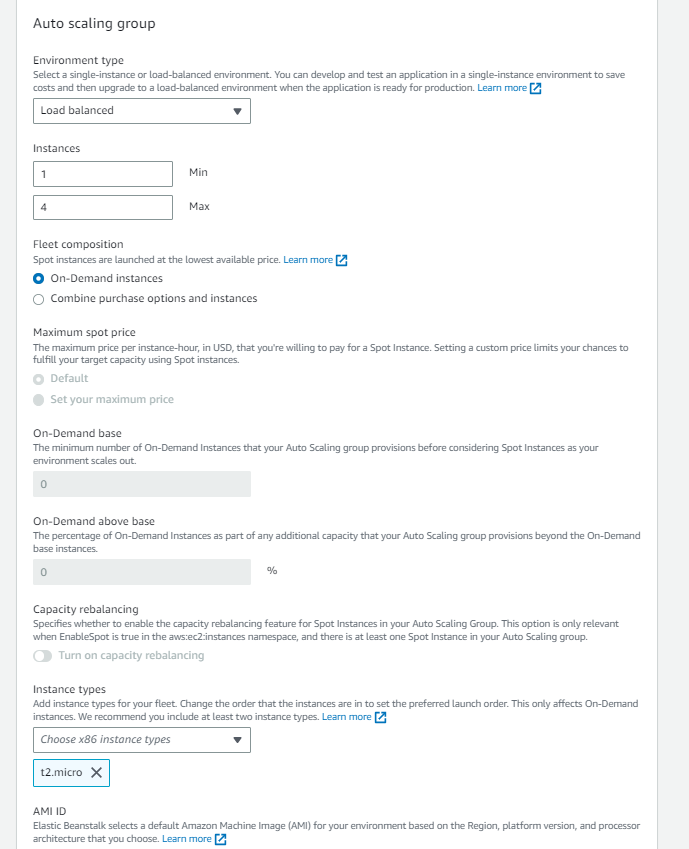 Auto scaling group
Environment type
Select a single-instance or load-balanced environment. You can develop and test an application in a single-instance environment to save
costs and then upgrade to a load-balanced environment when the application is ready for production. Learn more
Load balanced
Instances
1 Min
4 Max
Fleet composition
Spot instances are launched at the lowest available price. Learn more
On-Demand instances
Combine purchase options and instances
Maximum spot price
The maximum price per instance-hour, in USD, that you're willing to pay for a Spot Instance. Setting a custom price limits your chances to
fulfill your target capacity using Spot instances.
Default
Set your maximum price
On-Demand base
The minimum number of On-Demand Instances that your Auto Scaling group provisions before considering Spot Instances as your
environment scales out.
0
On-Demand above base
The percentage of On-Demand Instances as part of any additional capacity that your Auto Scaling group provisions beyond the On-Demand
base instances.
0 %
Capacity rebalancing
Specifies whether to enable the capacity rebalancing feature for Spot Instances in your Auto Scaling Group. This option is only relevant
when EnableSpot is true in the aws:ec2:instances namespace, and there is at least one Spot Instance in your Auto Scaling group.
Turn on capacity rebalancing
Instance types
Add instance types for your fleet. Change the order that the instances are in to set the preferred launch order. This only affects On-Demand
instances. We recommend you include at least two instance types. Learn more
Choose x86 instance types
t2.micro
AMI ID
Elastic Beanstalk selects a default Amazon Machine Image (AMI) for your environment based on the Region, platform version, and processor
architecture that you choose. Learn more